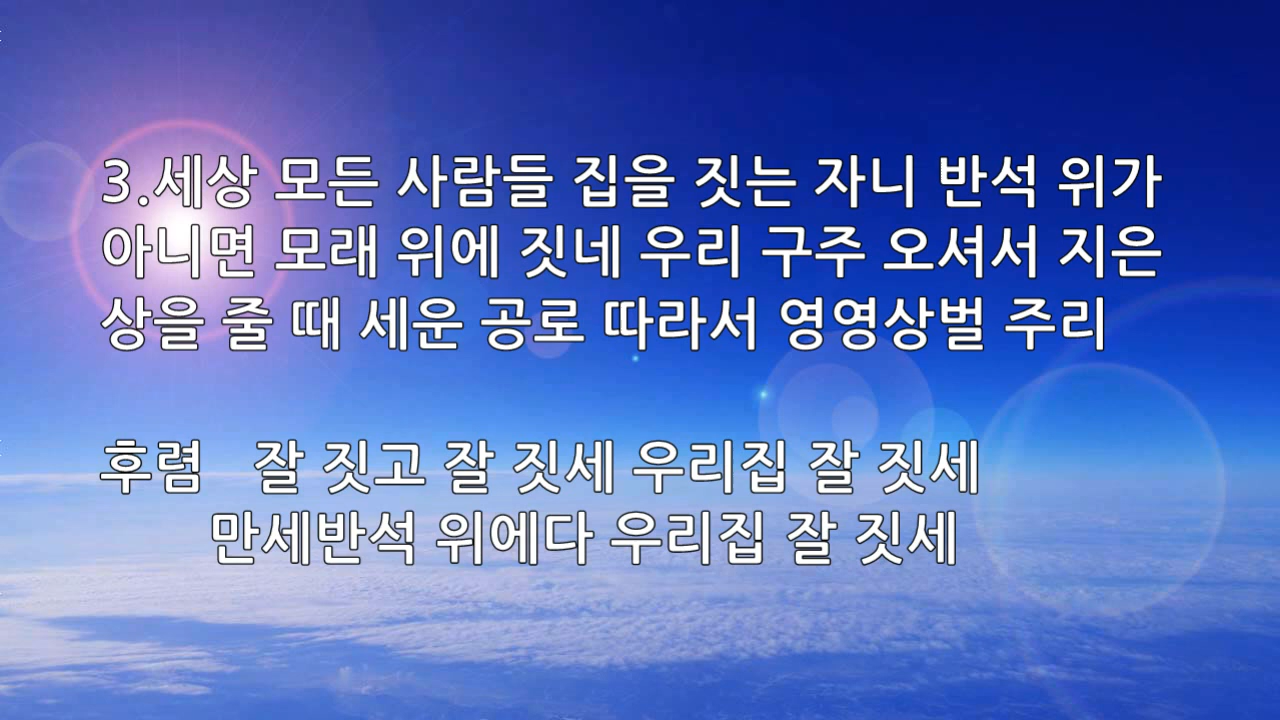 3.세상 모든 사람들 집을 짓는 자니 반석 위가
아니면 모래 위에 짓네 우리 구주 오셔서 지은
상을 줄 때 세운 공로 따라서 영영상벌 주리
후렴 잘 짓고 잘 짓세 우리집 잘 짓세
만세반석 위에다 우리집 잘 짓세